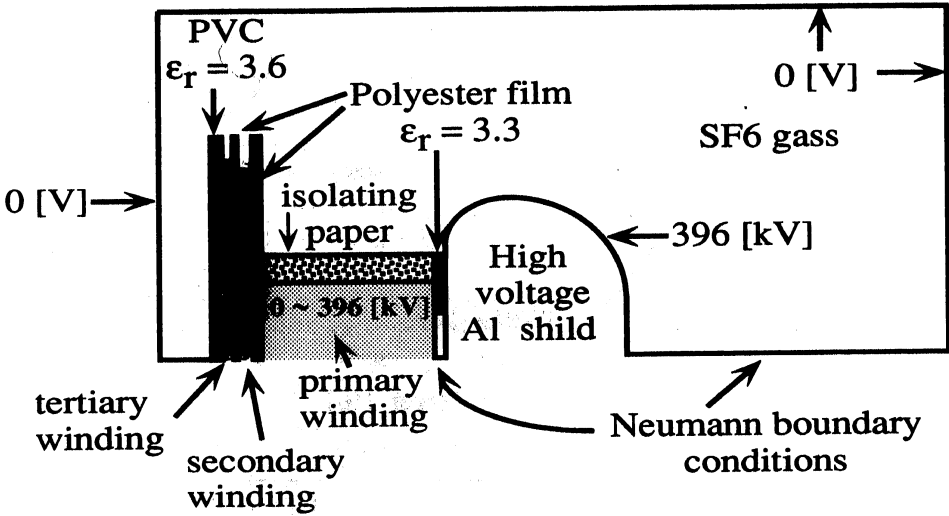 PVC
εr = 3.6
Polyester film
εr = 3.3
0 [V]
SF6 gass
0 [V]
isolating
paper
396 [kV]
High
voltage
Al shild
0 ~ 396 [kV]
primary
winding
tertiary
winding
secondary
winding
Neumann boundary
conditions